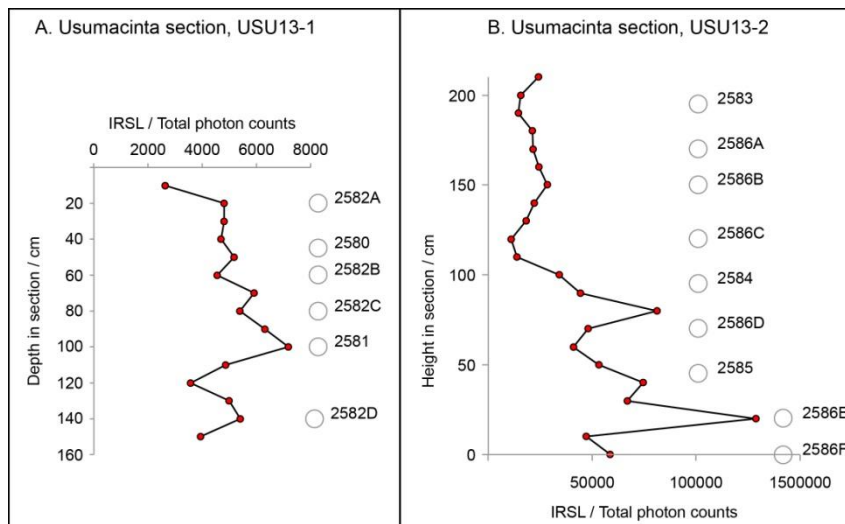 A. Usumacinta section, USU13-1
IRSL / Total photon counts
0 2000 4000 6000 8000
Depth in section / cm
20
40
60
80
100
120
140
160
2582A
2580
2582B
2582C
2581
2582D
B. Usumacinta section, USU13-2
Height in section / cm
200
150
100
50
0
2583
2586A
2586B
2586C
2584
2586D
2585
2586E
2586F
50000 100000 1500000
IRSL / Total photon counts